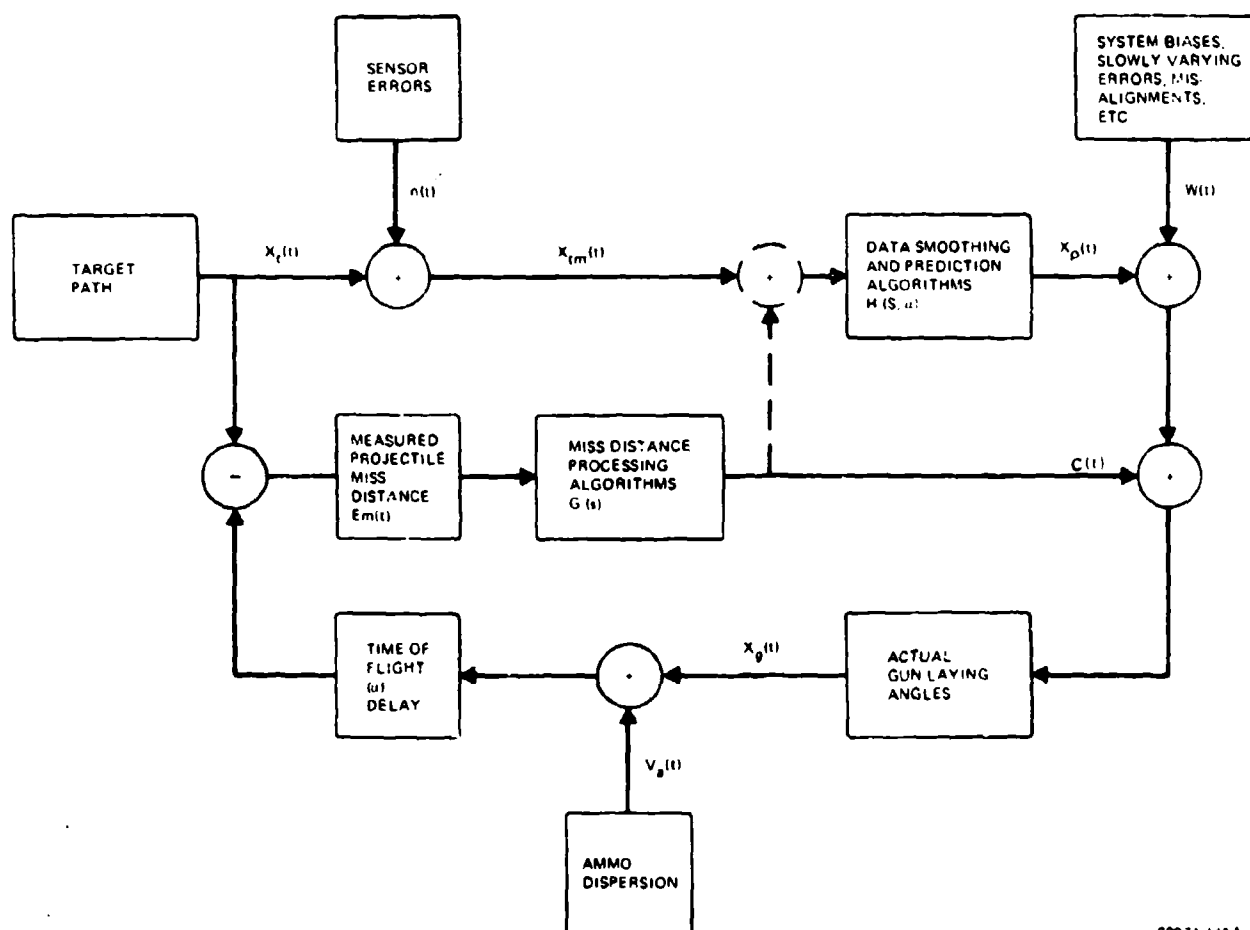 SENSOR
ERRORS
SYSTEM BIASES,
SLOWLY VARYING
ERRORS, MIS-
ALIGNMENTS,
ETC
n(t)
W(t)
TARGET
PATH
X_t(t)
+
X_tm(t)
+
DATA SMOOTHING
AND PREDICTION
ALGORITHMS
H (S, u)
X_p(t)
+
-
MEASURED
PROJECTILE
MISS
DISTANCE
Em(t)
MISS DISTANCE
PROCESSING
ALGORITHMS
G (s)
C(t)
+
TIME OF
FLIGHT
(u)
DELAY
+
X_g(t)
ACTUAL
GUN LAYING
ANGLES
V_a(t)
AMMO
DISPERSION